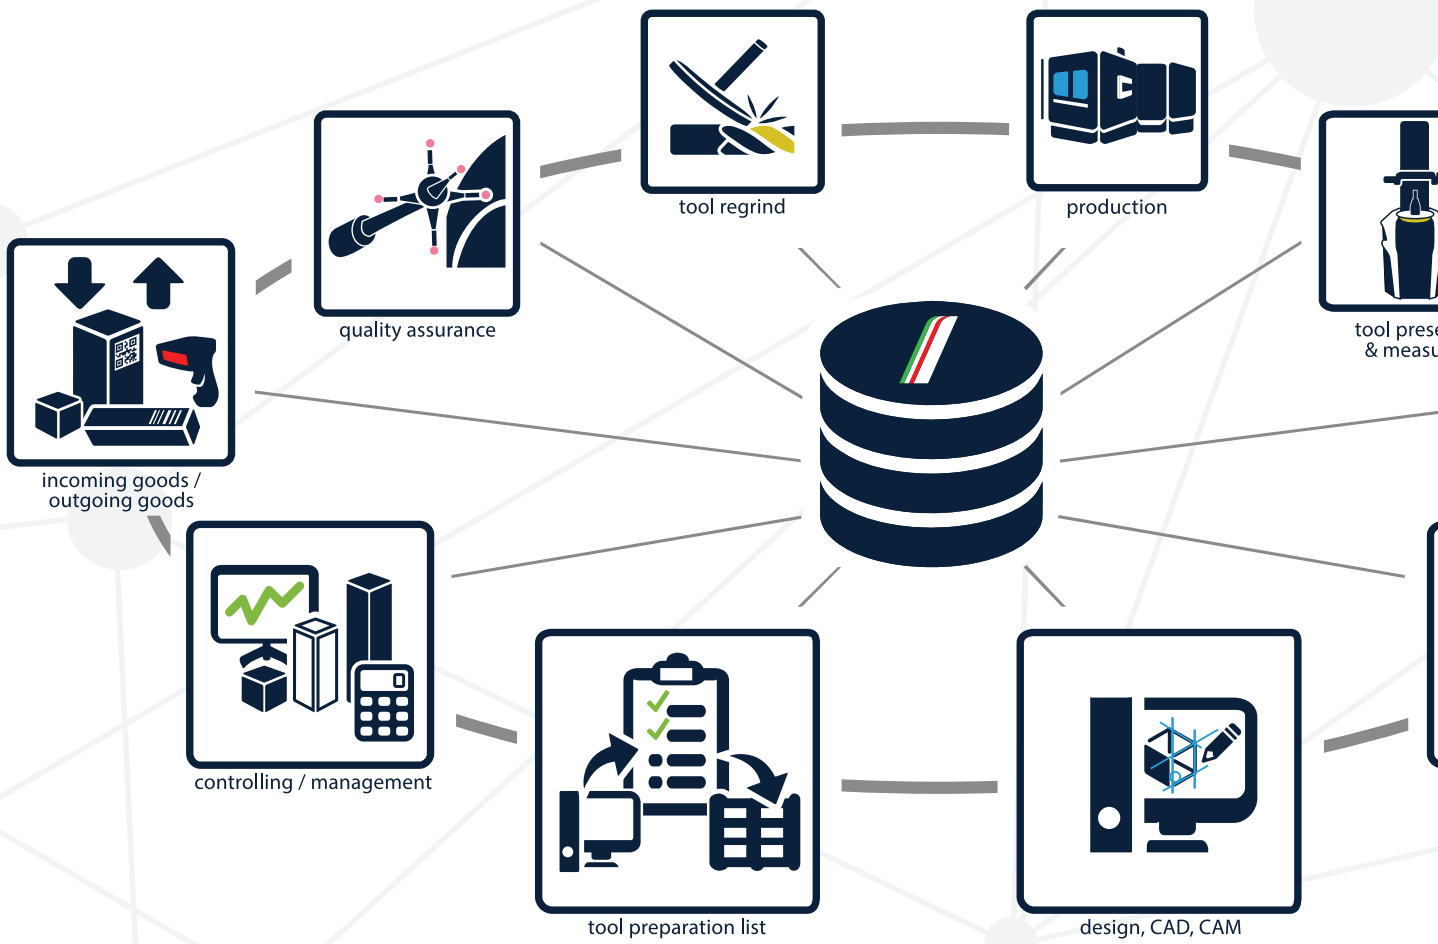 tool regrind
production
quality assurance
tool
& measu
incoming goods /
outgoing goods
controlling / management
tool preparation list
design, CAD, CAM